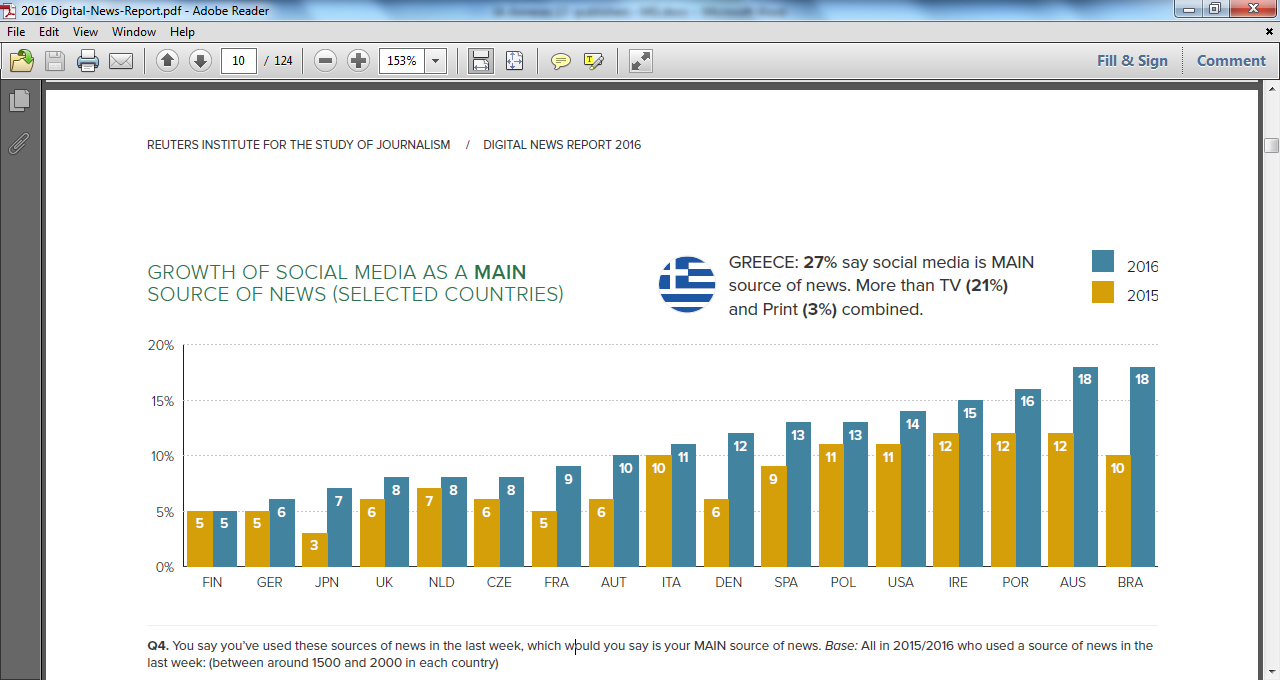 2016 Digital-News-Report.pdf - Adobe Reader
File Edit View Window Help
10 / 124 153% Fill & Sign Comment
REUTERS INSTITUTE FOR THE STUDY OF JOURNALISM / DIGITAL NEWS REPORT 2016
GROWTH OF SOCIAL MEDIA AS A MAIN
SOURCE OF NEWS (SELECTED COUNTRIES)
GREECE: 27% say social media is MAIN
source of news. More than TV (21%)
and Print (3%) combined.
2016
2015
20%
15%
10%
5%
0%
5 5 5 6 3 7 6 8 7 8 6 8 5 9 6 10 10 11 6 12 9 13 11 13 11 14 12 15 12 16 12 18 10 18
FIN GER JPN UK NLD CZE FRA AUT ITA DEN SPA POL USA IRE POR AUS BRA
Q4. You say you've used these sources of news in the last week, which would you say is your MAIN source of news. Base: All in 2015/2016 who used a source of news in the
last week: (between around 1500 and 2000 in each country)